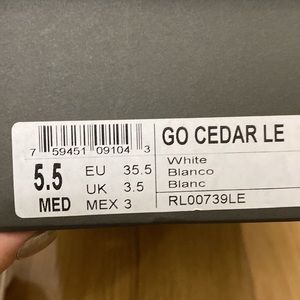 7 59451 09104 3
GO CEDAR LE
5.5
MED
EU 35.5
UK 3.5
MEX 3
White
Blanco
Blanc
RL00739LE